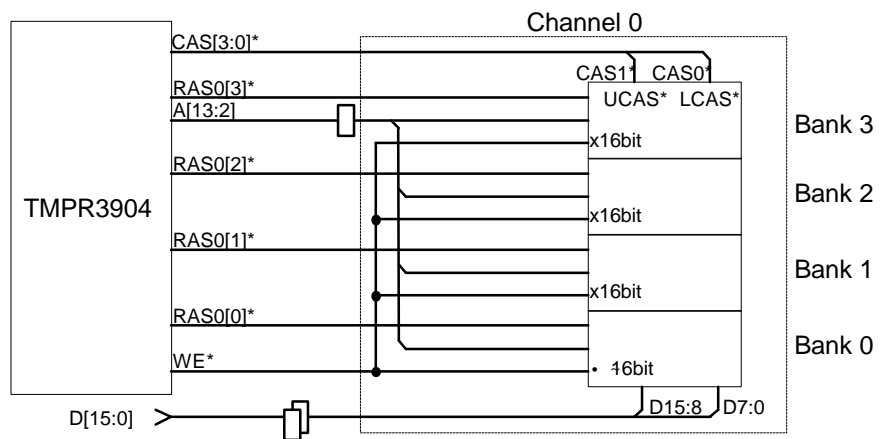 Channel 0
CAS[3:0]*
CAS1* CAS0*
RAS0[3]*
UCAS* LCAS*
A[13:2]
Bank 3
x16bit
RAS0[2]*
Bank 2
TMPR3904
x16bit
RAS0[1]*
Bank 1
x16bit
RAS0[0]*
Bank 0
WE*
16bit
D[15:0]
D15:8 D7:0